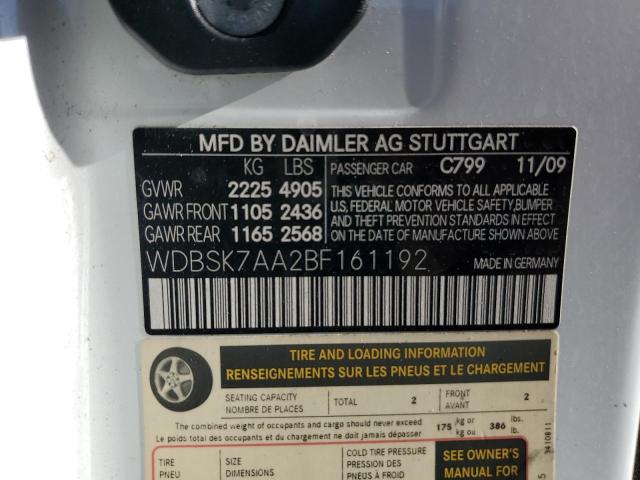 MFD BY DAIMLER AG STUTTGART
KG LBS PASSENGER CAR C799 11/09
GVWR 2225 4905 THIS VEHICLE CONFORMS TO ALL APPLICABLE
GAWR FRONT 1105 2436 U.S. FEDERAL MOTOR VEHICLE SAFETY, BUMPER
GAWR REAR 1165 2568 AND THEFT PREVENTION STANDARDS IN EFFECT
ON THE DATE OF MANUFACTURE SHOWN ABOVE.
WDBSK7AA2BF161192 MADE IN GERMANY
TIRE AND LOADING INFORMATION
RENSEIGNEMENTS SUR LES PNEUS ET LE CHARGEMENT
SEATING CAPACITY
NOMBRE DE PLACES
TOTAL 2
FRONT
AVANT
2
The combined weight of occupants and cargo should never exceed
Le poids total des occupants et du chargement ne doit jamais dépasser
175 kg or
kg ou
386 lbs.
lb.
TIRE
PNEU
SIZE
DIMENSIONS
COLD TIRE PRESSURE
PRESSION DES
PNEUS À FROID
SEE OWNER'S
MANUAL FOR